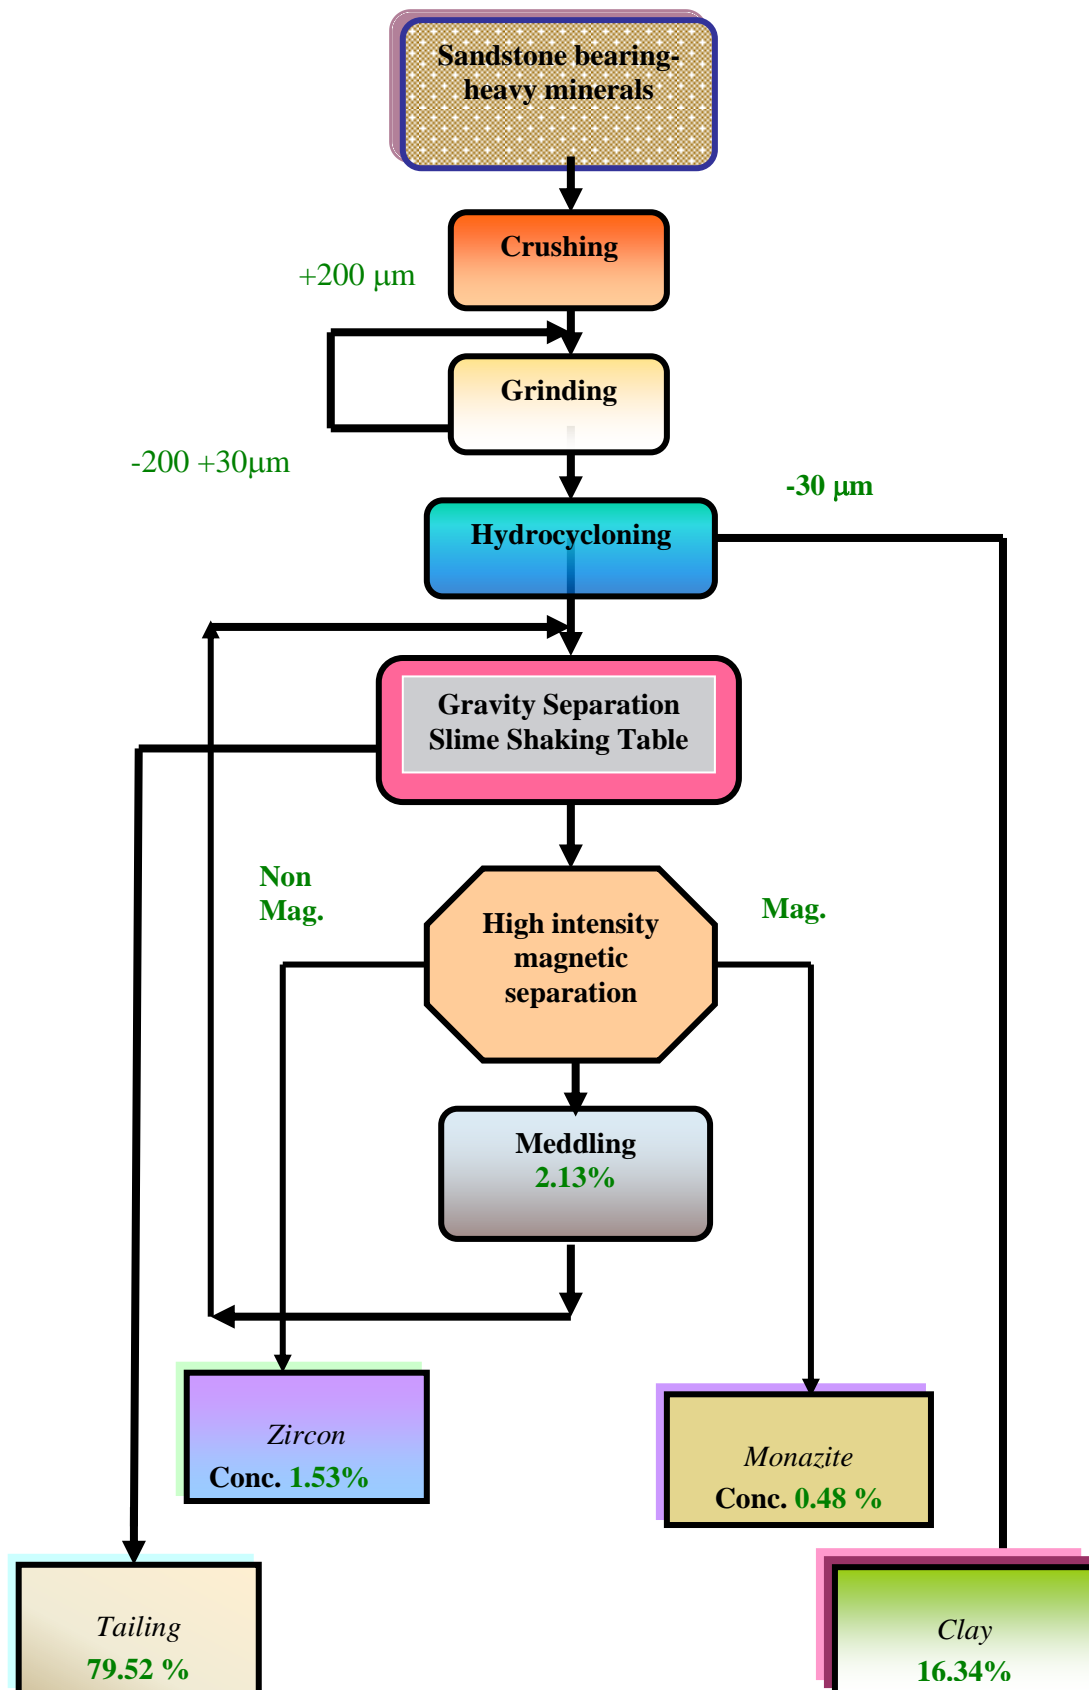 Sandstone bearing-
heavy minerals
Crushing
+200 μm
Grinding
-200 +30μm
-30 μm
Hydrocycloning
Gravity Separation
Slime Shaking Table
Non
Mag.
Mag.
High intensity
magnetic
separation
Meddling
2.13%
Zircon
Conc. 1.53%
Monazite
Conc. 0.48 %
Tailing
79.52 %
Clay
16.34%